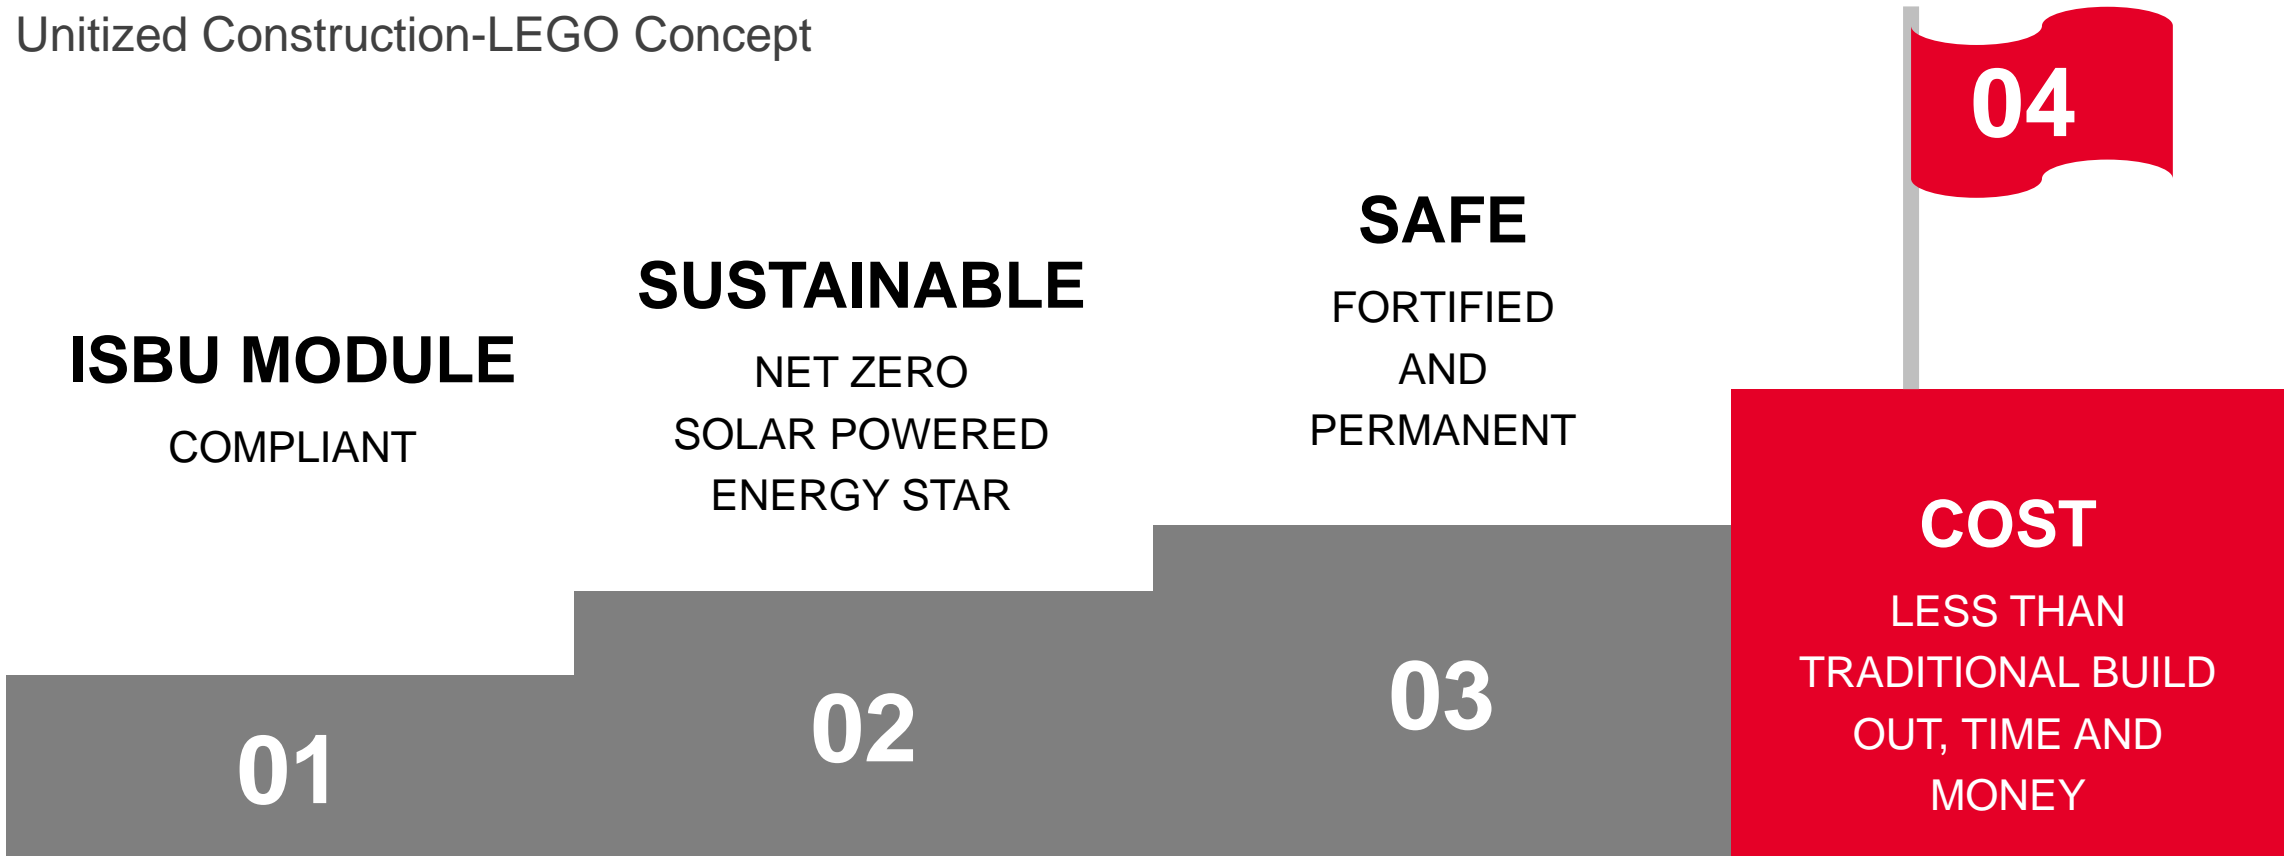 Unitized Construction-LEGO Concept
ISBU MODULE
COMPLIANT
01
SUSTAINABLE
NET ZERO
SOLAR POWERED
ENERGY STAR
02
SAFE
FORTIFIED
AND
PERMANENT
03
04
COST
LESS THAN
TRADITIONAL BUILD
OUT, TIME AND
MONEY